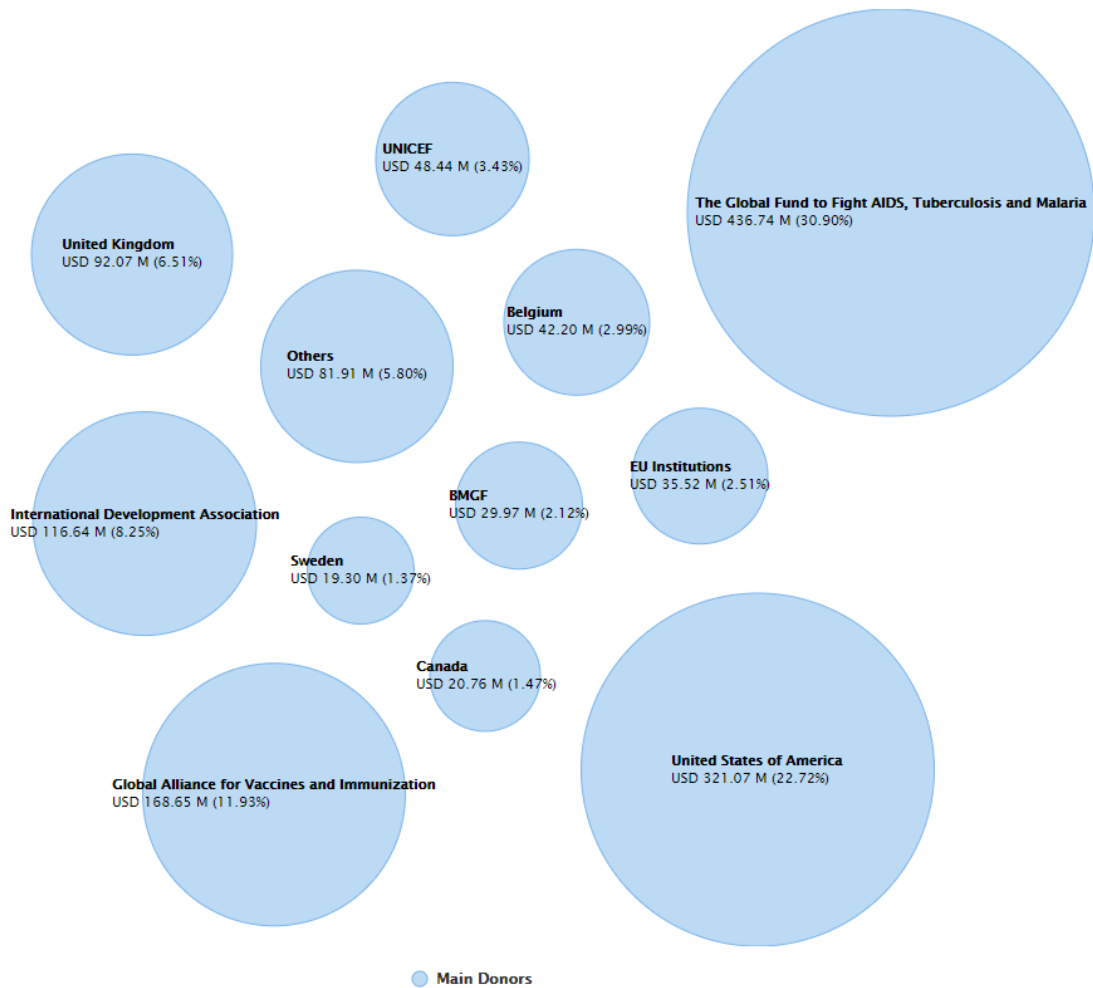 UNICEF
USD 48.44 M (3.43%)
The Global Fund to Fight AIDS, Tuberculosis and Malaria
USD 436.74 M (30.90%)
United Kingdom
USD 92.07 M (6.51%)
Belgium
USD 42.20 M (2.99%)
Others
USD 81.91 M (5.80%)
EU Institutions
USD 35.52 M (2.51%)
BMGF
USD 29.97 M (2.12%)
International Development Association
USD 116.64 M (8.25%)
Sweden
USD 19.30 M (1.37%)
Canada
USD 20.76 M (1.47%)
United States of America
USD 321.07 M (22.72%)
Global Alliance for Vaccines and Immunization
USD 168.65 M (11.93%)
Main Donors